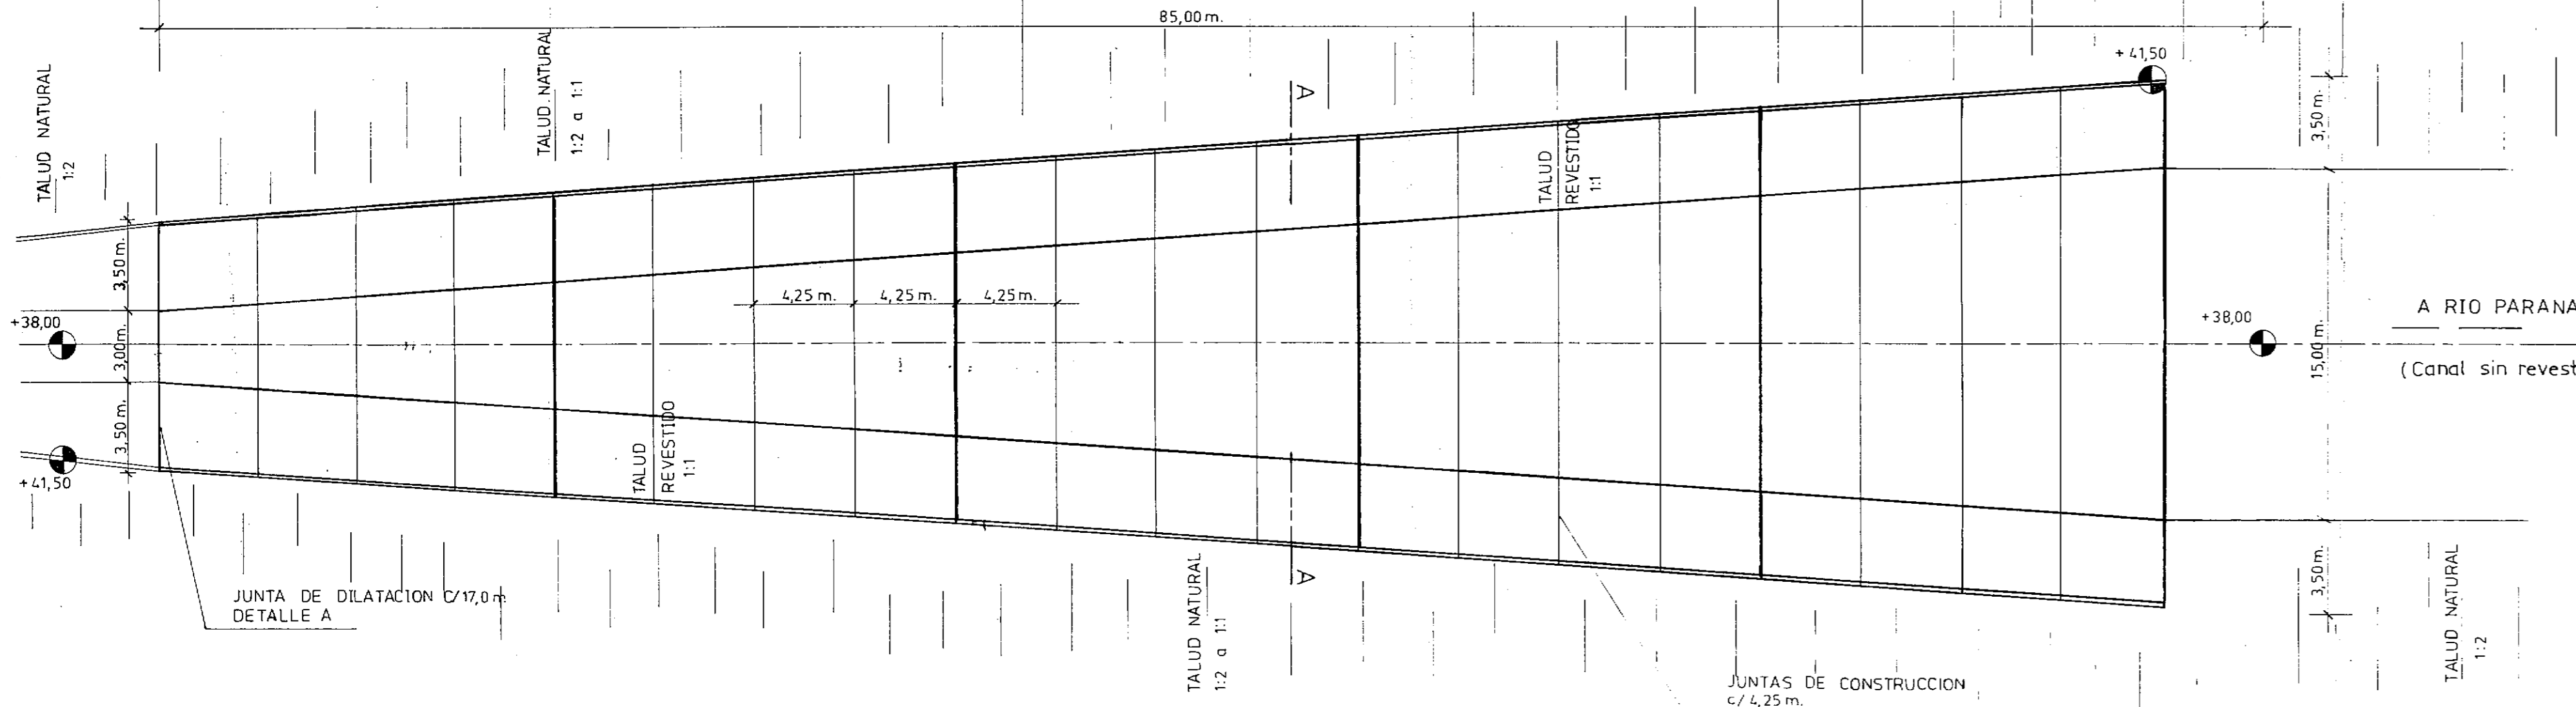 85,00 m.
+ 41,50
TALUD NATURAL
1:2
TALUD NATURAL
1:2 a 1:1
A
3,50 m.
TALUD
REVESTIDO
1:1
3,50 m.
4,25 m.
4,25 m.
4,25 m.
+38,00
3,00 m.
+38,00
A RIO PARANA
15,00 m.
(Canal sin revest
3,50 m.
+41,50
TALUD
REVESTIDO
1:1
A
JUNTA DE DILATACION C/17,0 m
DETALLE A
TALUD NATURAL
1:2 a 1:1
3,50 m.
TALUD NATURAL
1:2
JUNTAS DE CONSTRUCCION
c/ 4,25 m.